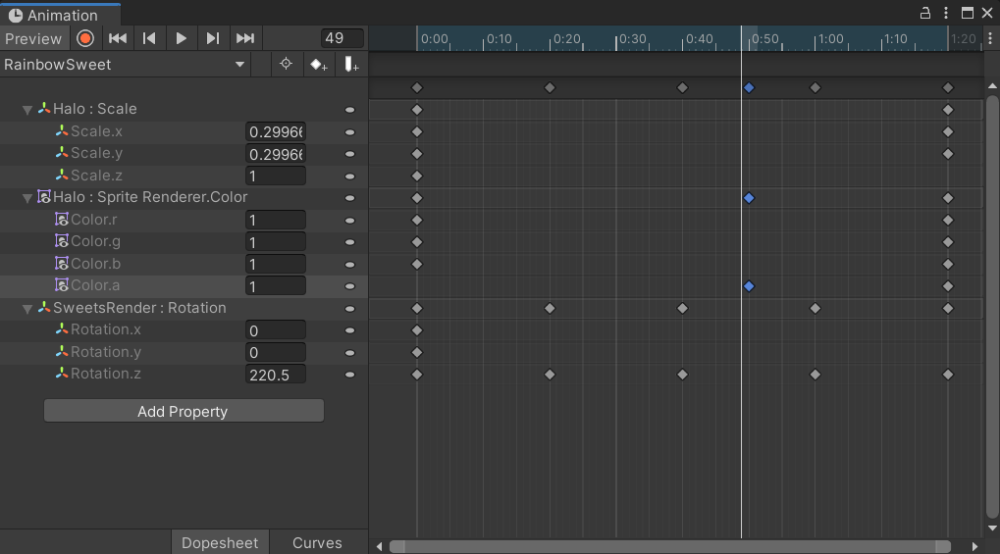 Animation
Preview 49 0:00 0:10 0:20 0:30 0:40 0:50 1:00 1:10 1:20
RainbowSweet
Halo : Scale
Scale.x 0.29966
Scale.y 0.29966
Scale.z 1
Halo : Sprite Renderer.Color
Color.r 1
Color.g 1
Color.b 1
Color.a 1
SweetsRender : Rotation
Rotation.x 0
Rotation.y 0
Rotation.z 220.5
Add Property
Dopesheet Curves